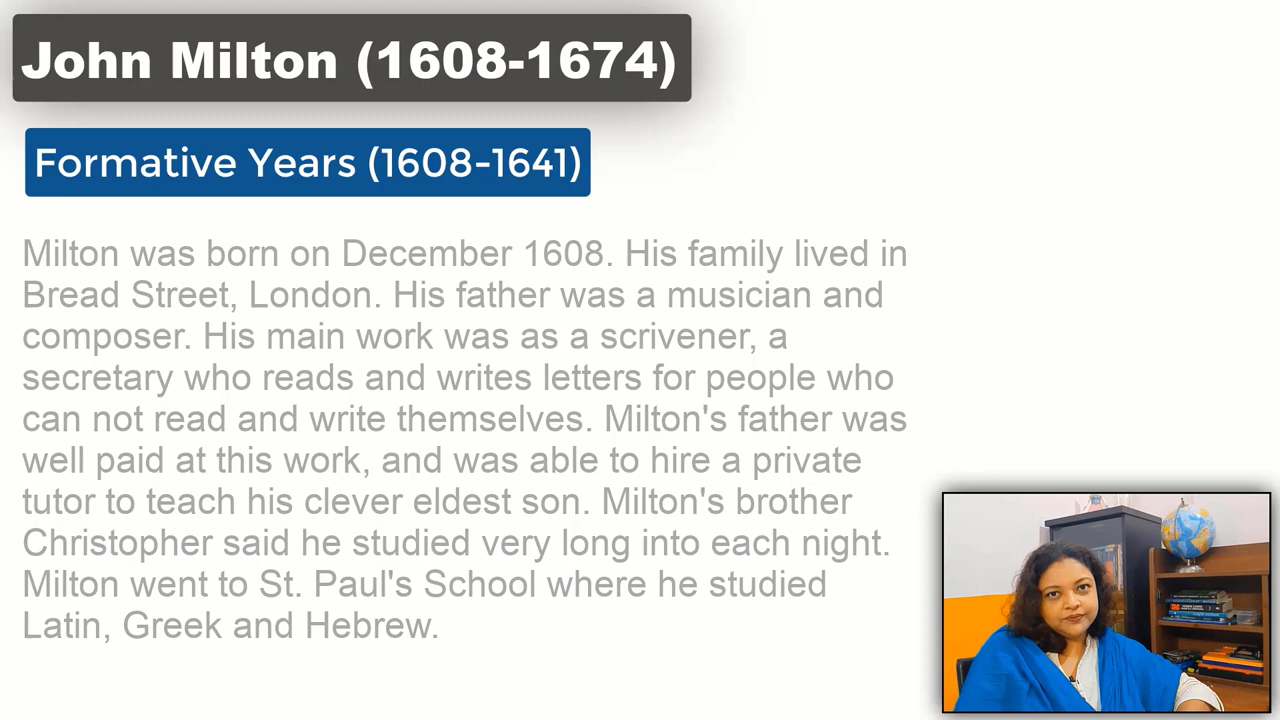 John Milton (1608-1674)
Formative Years (1608-1641)
Milton was born on December 1608. His family lived in
Bread Street, London. His father was a musician and
composer. His main work was as a scrivener, a
secretary who reads and writes letters for people who
can not read and write themselves. Milton's father was
well paid at this work, and was able to hire a private
tutor to teach his clever eldest son. Milton's brother
Christopher said he studied very long into each night.
Milton went to St. Paul's School where he studied
Latin, Greek and Hebrew.